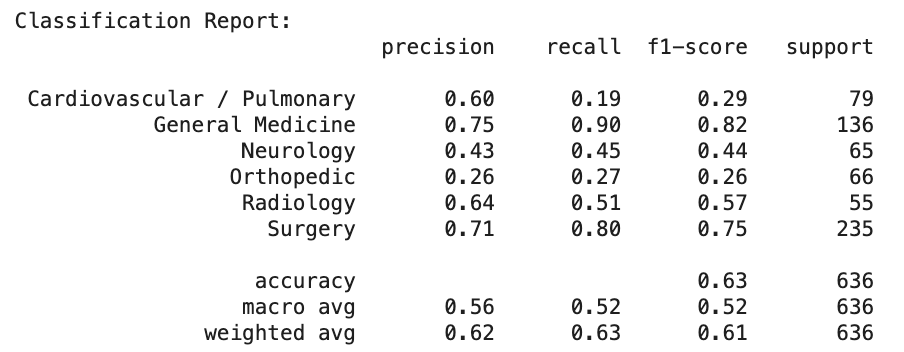 Classification Report:
precision recall f1-score support
Cardiovascular / Pulmonary 0.60 0.19 0.29 79
General Medicine 0.75 0.90 0.82 136
Neurology 0.43 0.45 0.44 65
Orthopedic 0.26 0.27 0.26 66
Radiology 0.64 0.51 0.57 55
Surgery 0.71 0.80 0.75 235
accuracy 0.63 636
macro avg 0.56 0.52 0.52 636
weighted avg 0.62 0.63 0.61 636